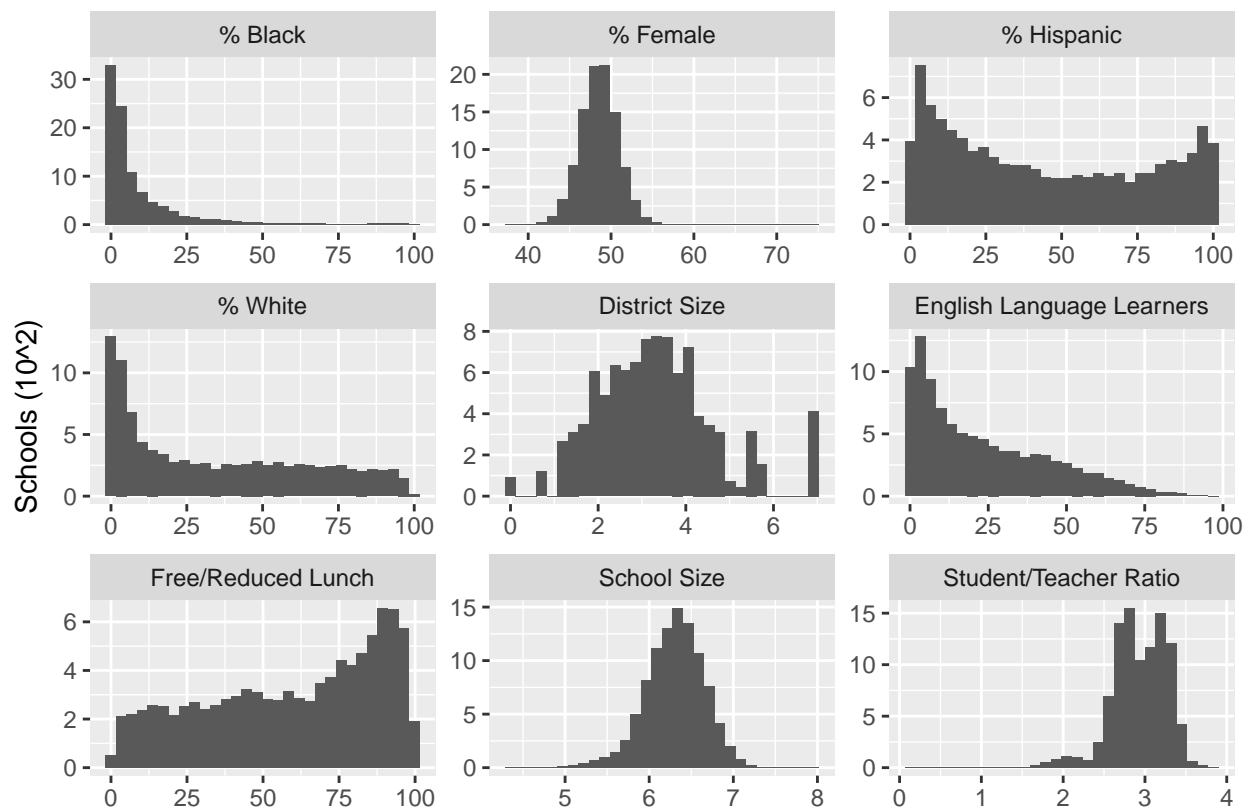 % Black
% Female
% Hispanic
30
20
10
0
0 25 50 75 100
20
15
10
5
0
40 50 60 70
6
4
2
0
0 25 50 75 100
Schools (10^2)
% White
District Size
English Language Learners
10
5
0
0 25 50 75 100
8
6
4
2
0
0 2 4 6
10
5
0
0 25 50 75 100
Free/Reduced Lunch
School Size
Student/Teacher Ratio
6
4
2
0
0 25 50 75 100
15
10
5
0
5 6 7 8
15
10
5
0
0 1 2 3 4